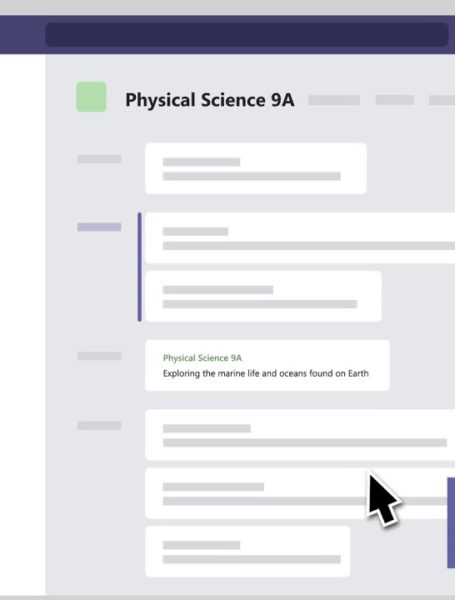 Physical Science 9A
Physical Science 9A
Exploring the marine life and oceans found on Earth